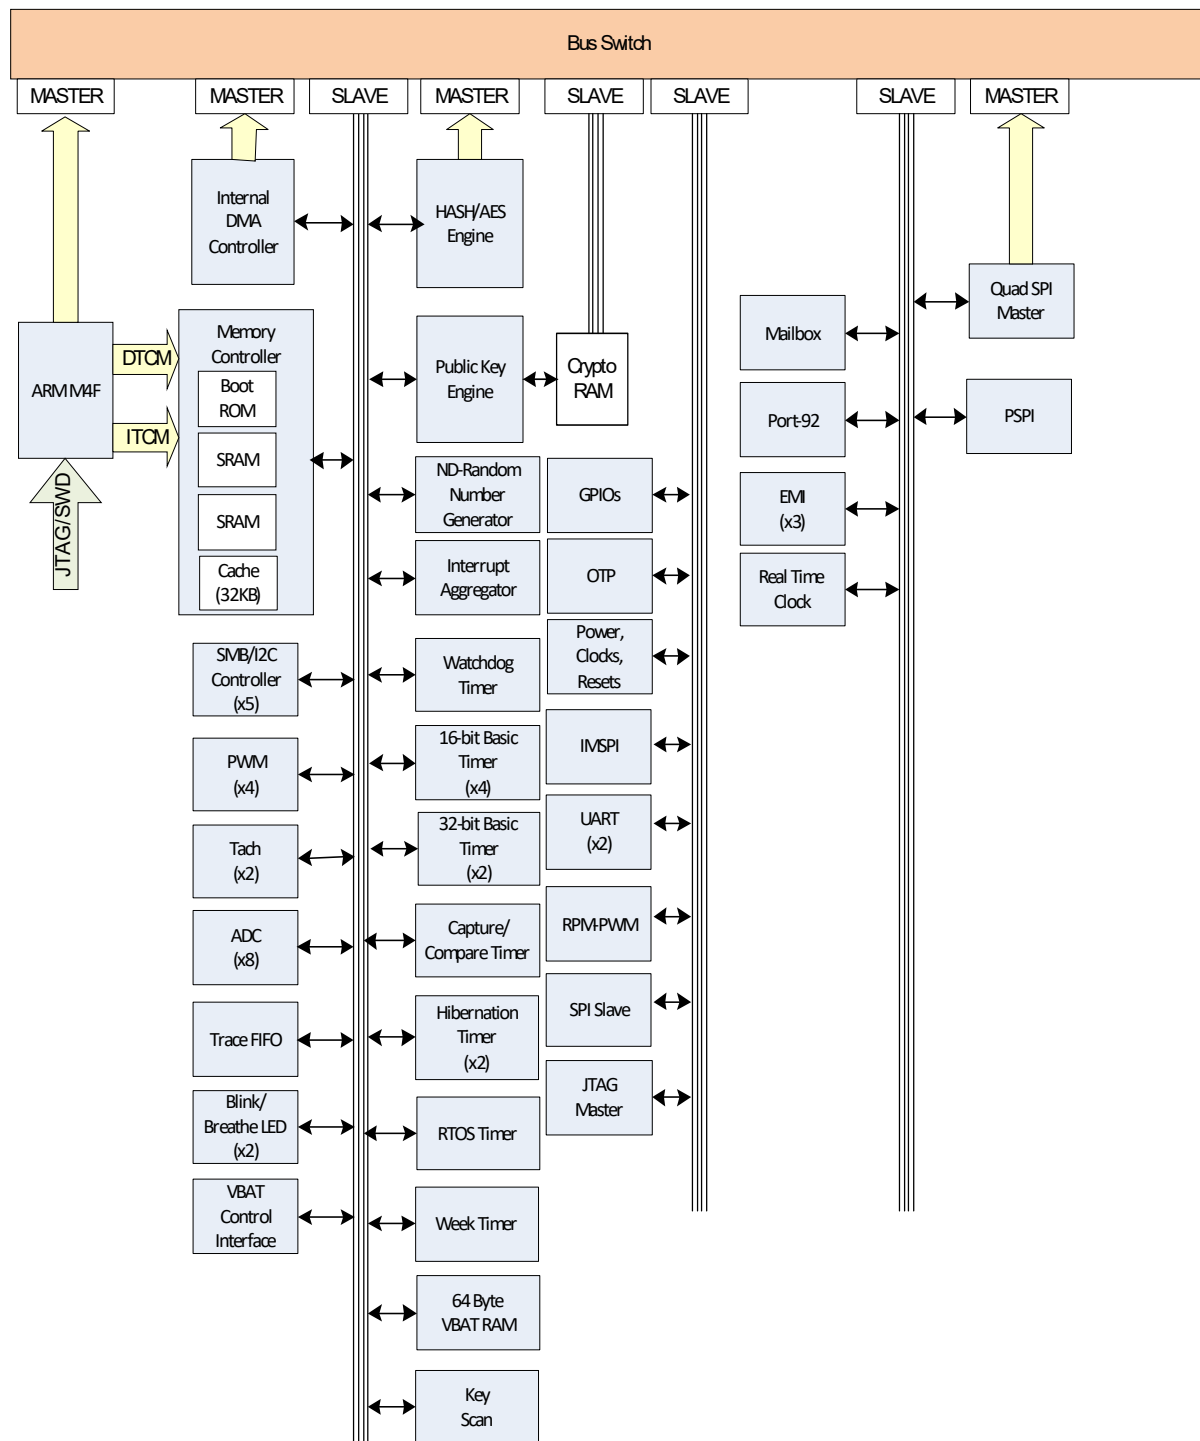 Bus Switch
MASTER
MASTER
SLAVE
MASTER
SLAVE
SLAVE
SLAVE
MASTER
Internal
DMA
Controller
HASH/AES
Engine
Quad SPI
Master
Mailbox
ARM M4F
DTCM
ITCM
JTAG/SWD
Memory
Controller
Boot
ROM
SRAM
SRAM
Cache
(32KB)
Public Key
Engine
Crypto
RAM
Port-92
PSPI
ND-Random
Number
Generator
GPIOs
EMI
(x3)
Interrupt
Aggregator
OTP
Real Time
Clock
SMB/I2C
Controller
(x5)
Watchdog
Timer
Power,
Clocks,
Resets
PWM
(x4)
16-bit Basic
Timer
(x4)
IMSPI
Tach
(x2)
32-bit Basic
Timer
(x2)
UART
(x2)
ADC
(x8)
Capture/
Compare Timer
RPM-PWM
Trace FIFO
Hibernation
Timer
(x2)
SPI Slave
Blink/
Breathe LED
(x2)
RTOS Timer
JTAG
Master
VBAT
Control
Interface
Week Timer
64 Byte
VBAT RAM
Key
Scan